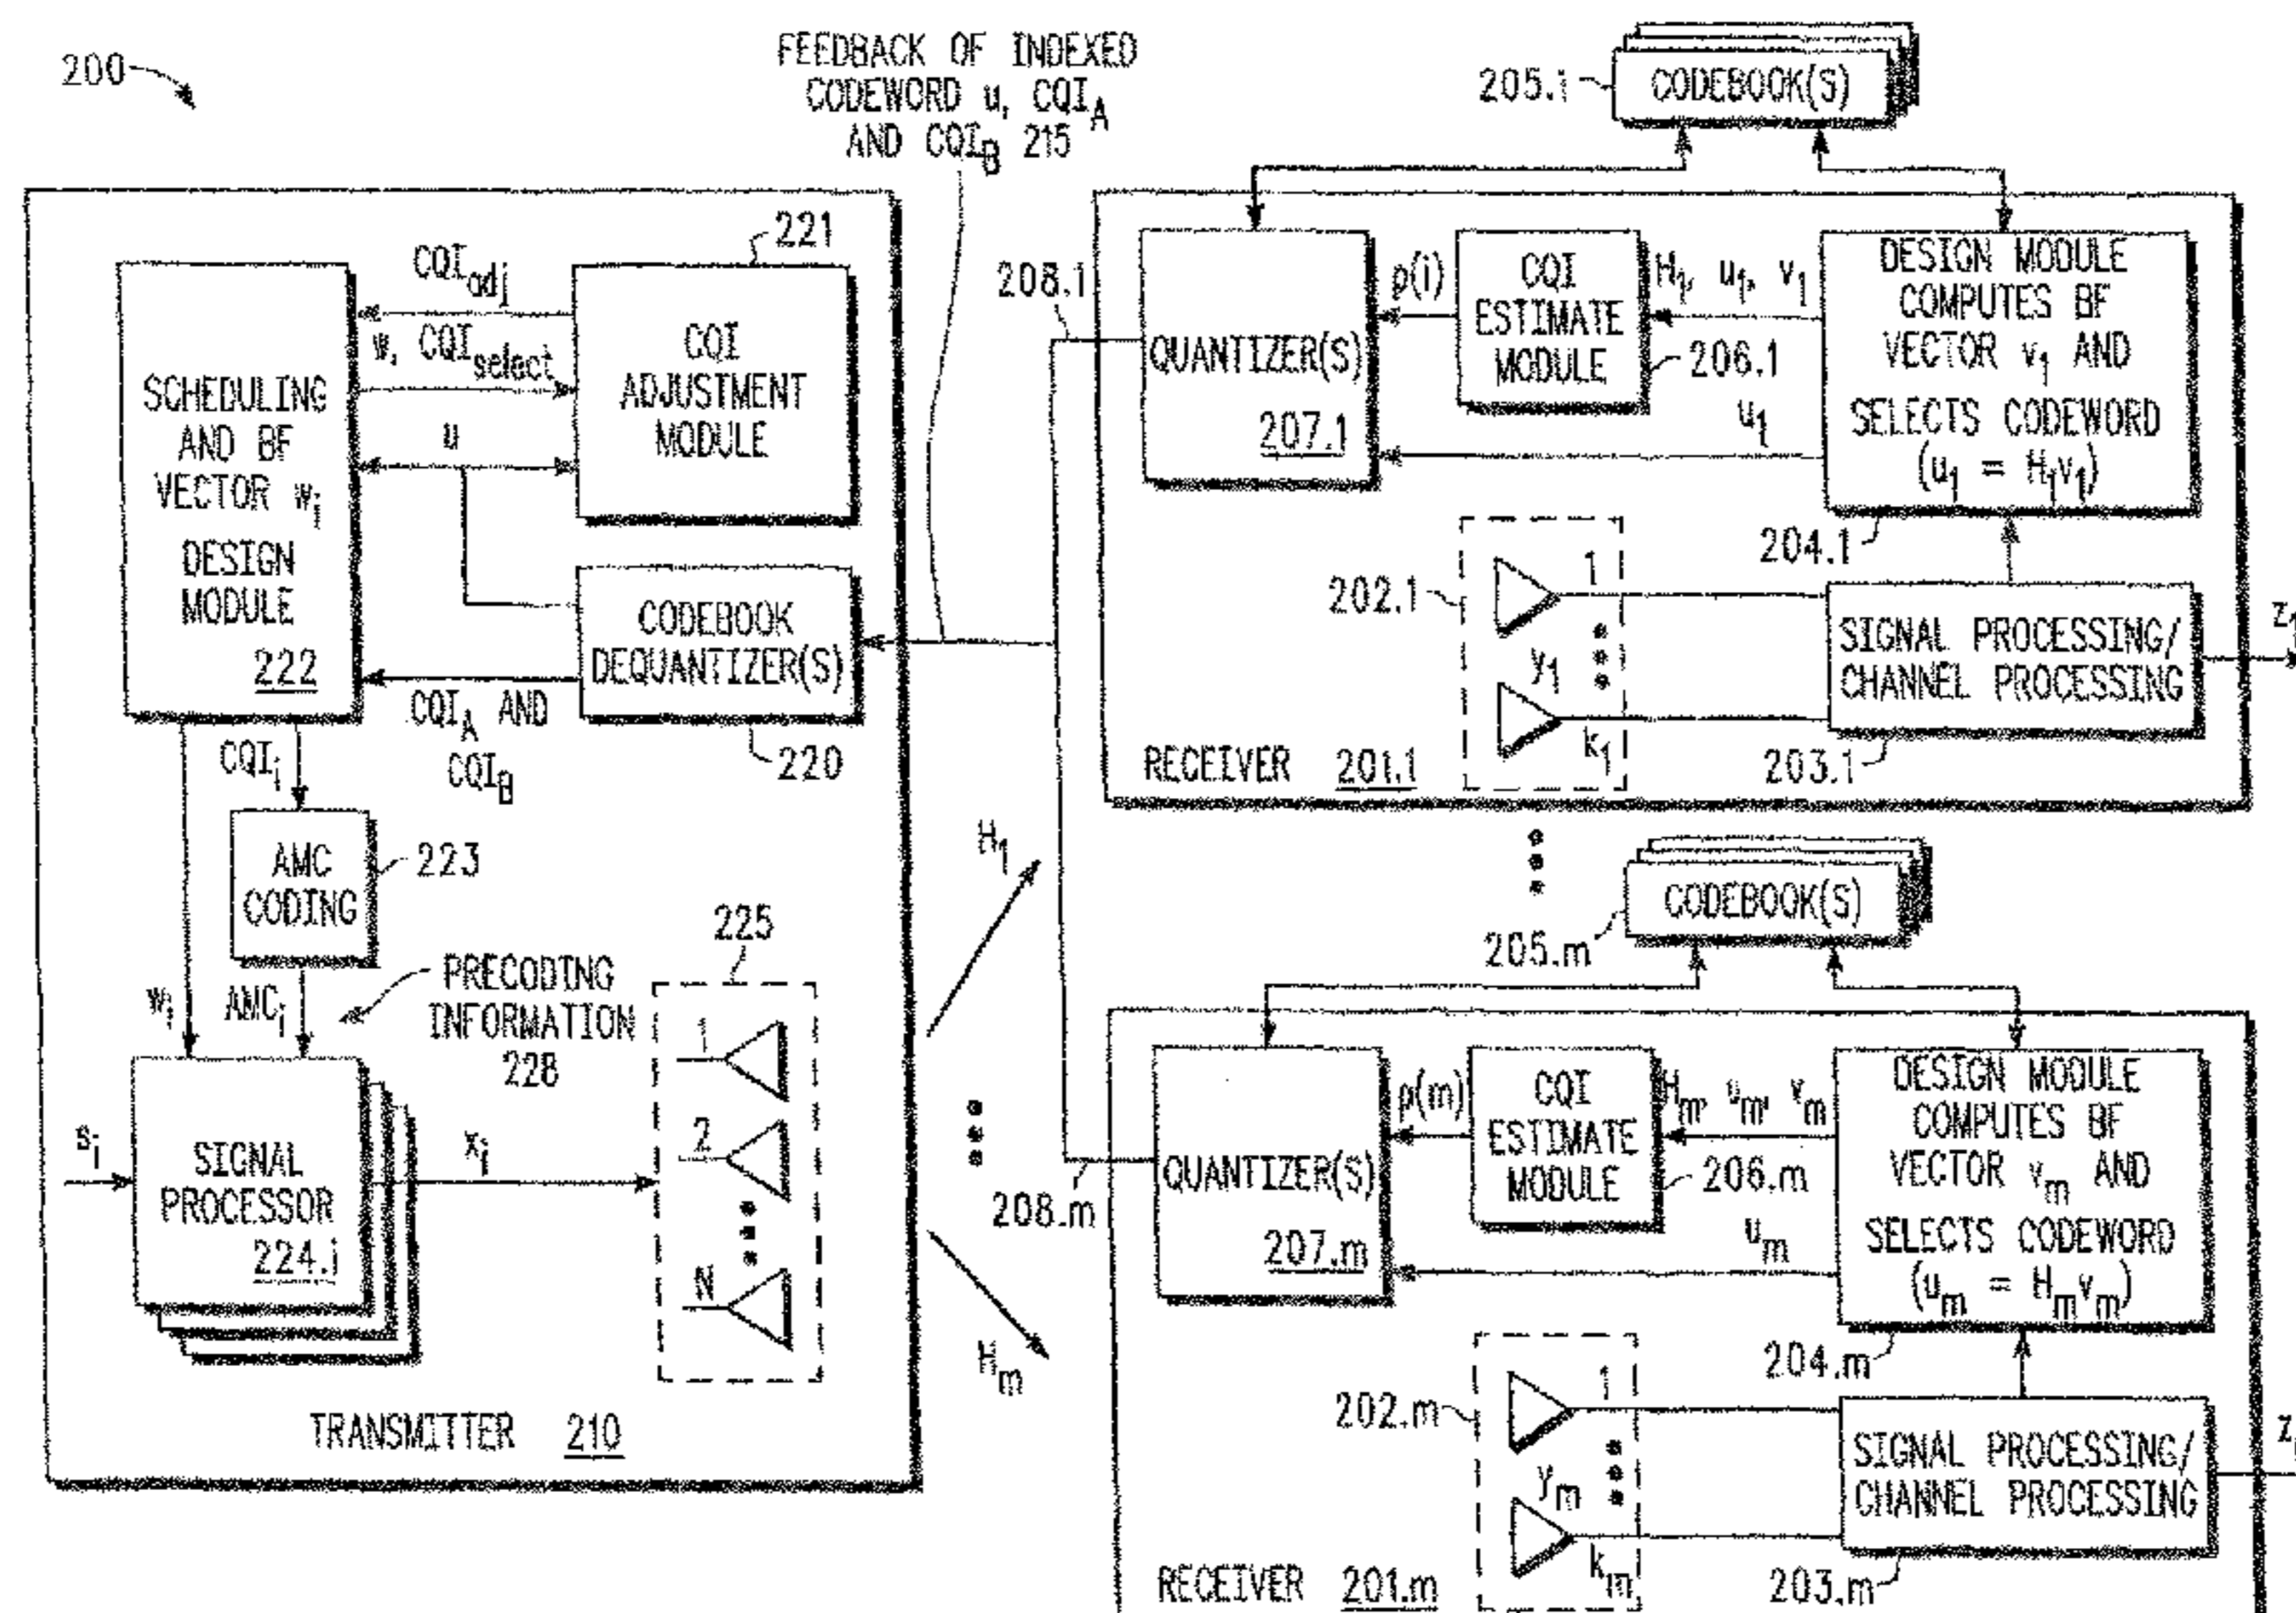 200
FEEDBACK OF INDEXED
CODEWORD u, CQI_A
AND CQI_B 215
SCHEDULING
AND BF
VECTOR w_i
DESIGN
MODULE
222
CQI_adj
w, CQI_select
u
221
CQI
ADJUSTMENT
MODULE
CODEBOOK
DEQUANTIZER(S)
220
CQI_A AND
CQI_B
CQI_i
AMC
CODING
223
w_i
AMC_i
PRECODING
INFORMATION
228
s_i
SIGNAL
PROCESSOR
224.i
x_i
225
1
2
N
TRANSMITTER 210
H_1
H_m
205.1
CODEBOOK(S)
208.1
QUANTIZER(S)
207.1
ρ(i)
CQI
ESTIMATE
MODULE
206.1
H_1, u_1, v_1
u_1
DESIGN MODULE
COMPUTES BF
VECTOR v_1 AND
SELECTS CODEWORD
(u_1 = H_1v_1)
204.1
202.1
1
y_1
k_1
SIGNAL PROCESSING/
CHANNEL PROCESSING
203.1
z_1
RECEIVER 201.1
CODEBOOK(S)
205.m
208.m
QUANTIZER(S)
207.m
ρ(m)
CQI
ESTIMATE
MODULE
206.m
H_m, u_m, v_m
u_m
DESIGN MODULE
COMPUTES BF
VECTOR v_m AND
SELECTS CODEWORD
(u_m = H_mv_m)
204.m
202.m
1
y_m
k_m
SIGNAL PROCESSING/
CHANNEL PROCESSING
203.m
RECEIVER 201.m